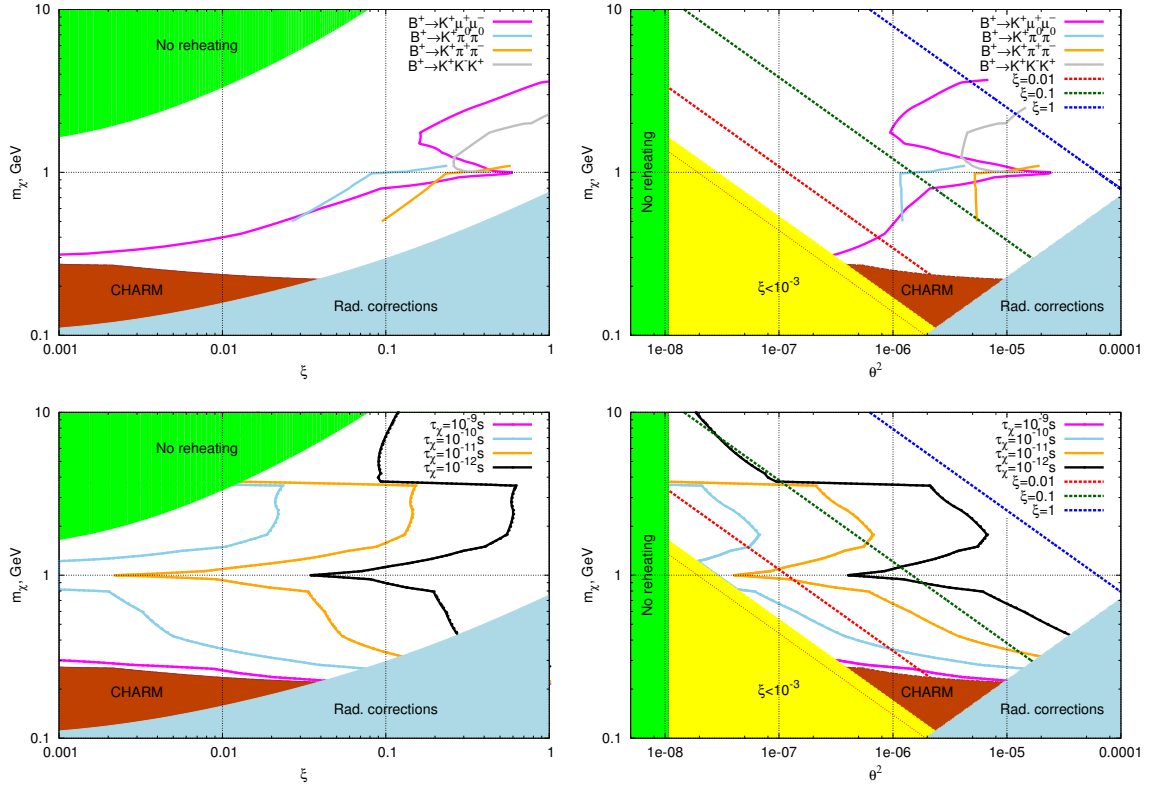 10
1
0.1
m_χ, GeV
No reheating
B⁺→K⁺μ⁺μ⁻
B⁺→K⁺π⁰π⁰
B⁺→K⁺π⁺π⁻
B⁺→K⁺K⁻K⁺
CHARM
Rad. corrections
0.001 0.01 0.1 1
ξ
10
1
0.1
m_χ, GeV
No reheating
B⁺→K⁺μ⁺μ⁻
B⁺→K⁺π⁰π⁰
B⁺→K⁺π⁺π⁻
B⁺→K⁺K⁻K⁺
ξ=0.01
ξ=0.1
ξ=1
ξ<10⁻³
CHARM
Rad. corrections
1e-08 1e-07 1e-06 1e-05 0.0001
θ²
10
1
0.1
m_χ, GeV
No reheating
τ_χ=10⁻⁹s
τ_χ=10⁻¹⁰s
τ_χ=10⁻¹¹s
τ_χ=10⁻¹²s
CHARM
Rad. corrections
0.001 0.01 0.1 1
ξ
10
1
0.1
m_χ, GeV
No reheating
τ_χ=10⁻⁹s
τ_χ=10⁻¹⁰s
τ_χ=10⁻¹¹s
τ_χ=10⁻¹²s
ξ=0.01
ξ=0.1
ξ=1
ξ<10⁻³
CHARM
Rad. corrections
1e-08 1e-07 1e-06 1e-05 0.0001
θ²